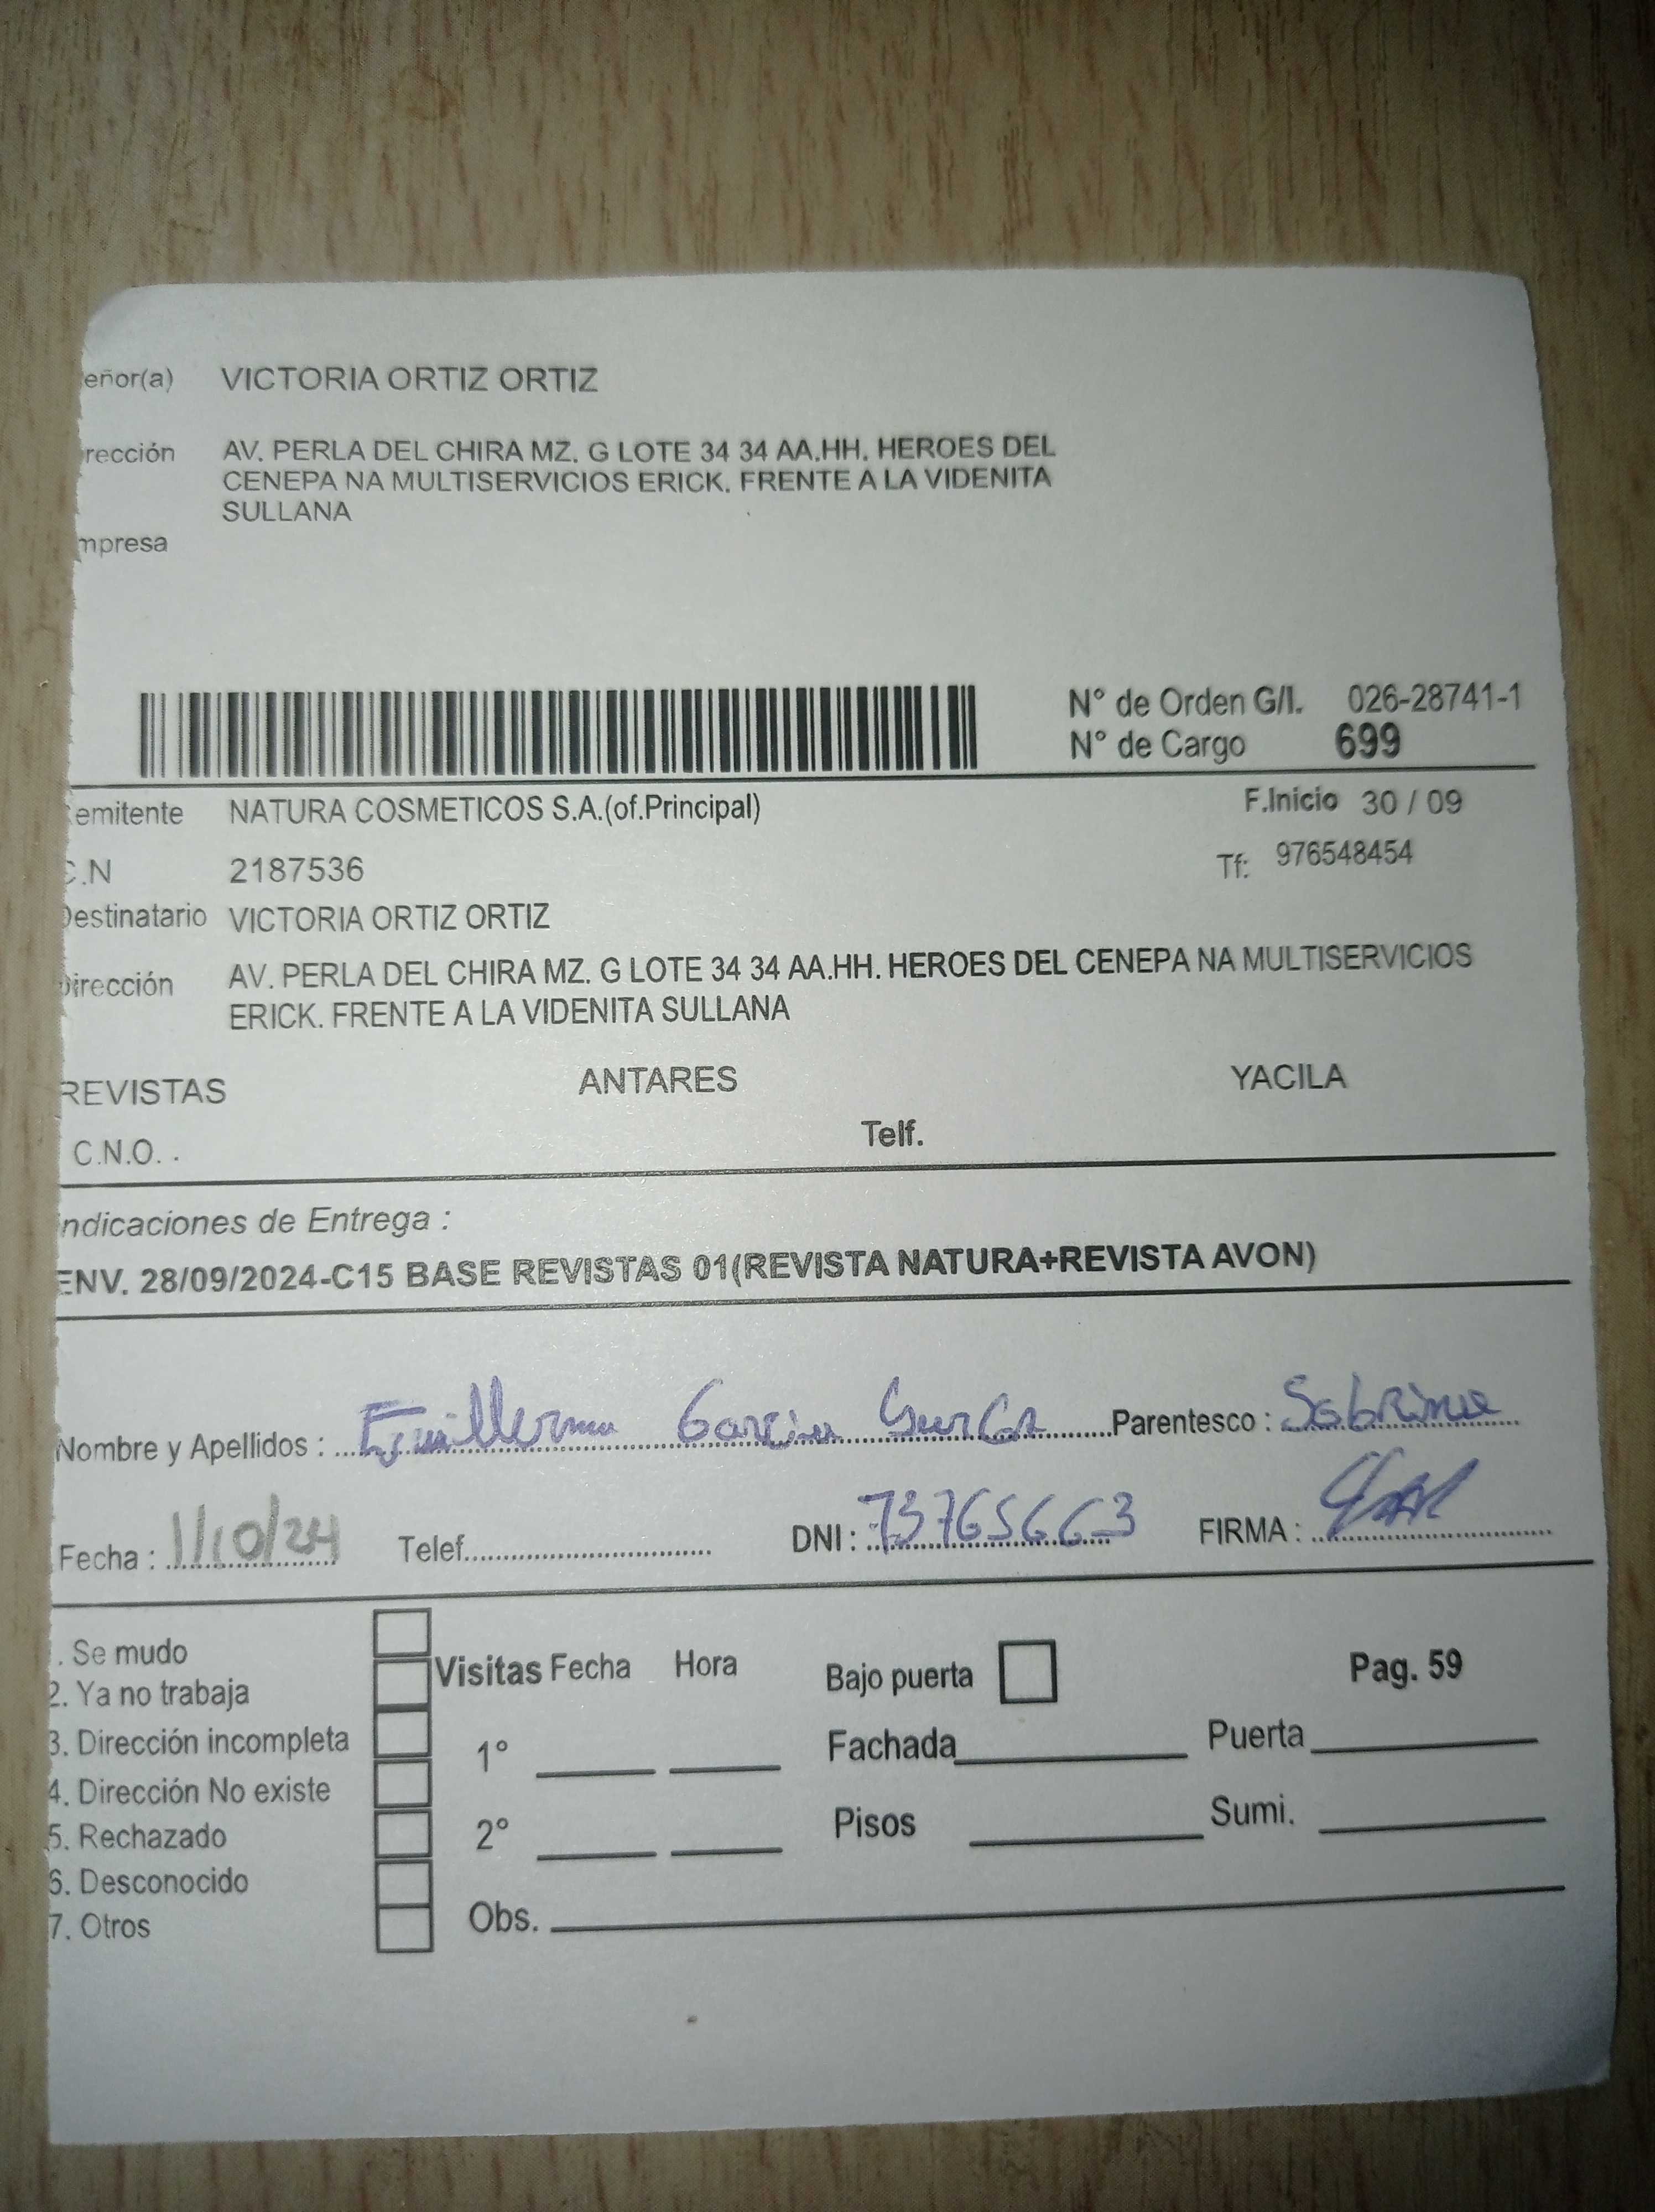 eñor(a) VICTORIA ORTIZ ORTIZ
rección AV. PERLA DEL CHIRA MZ. G LOTE 34 34 AA.HH. HEROES DEL
CENEPA NA MULTISERVICIOS ERICK. FRENTE A LA VIDENITA
SULLANA
mpresa
N° de Orden G/I. 026-28741-1
N° de Cargo 699
emitente NATURA COSMETICOS S.A.(of.Principal) F.Inicio 30 / 09
C.N 2187536 Tf: 976548454
Destinatario VICTORIA ORTIZ ORTIZ
Dirección AV. PERLA DEL CHIRA MZ. G LOTE 34 34 AA.HH. HEROES DEL CENEPA NA MULTISERVICIOS
ERICK. FRENTE A LA VIDENITA SULLANA
REVISTAS ANTARES YACILA
C.N.O. . Telf.
Indicaciones de Entrega :
ENV. 28/09/2024-C15 BASE REVISTAS 01(REVISTA NATURA+REVISTA AVON)
Nombre y Apellidos : Garcia Parentesco :
Fecha : 1/10/24 Telef. DNI : 73765663 FIRMA :
. Se mudo
2. Ya no trabaja
3. Dirección incompleta
4. Dirección No existe
5. Rechazado
6. Desconocido
7. Otros
Visitas Fecha Hora Bajo puerta Pag. 59
1° Fachada Puerta
2° Pisos Sumi.
Obs.